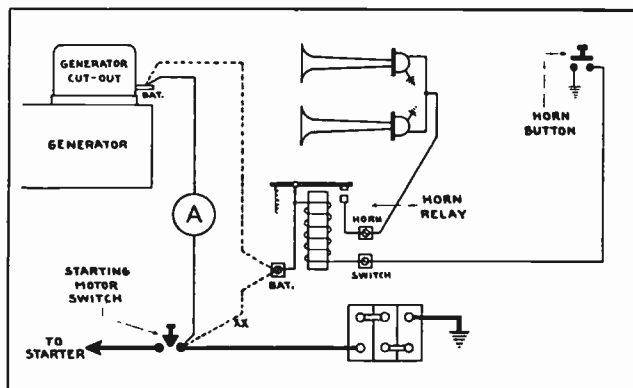 GENERATOR
CUT-OUT
BAT.
GENERATOR
A
HORN
BUTTON
HORN
RELAY
HORN
SWITCH
BAT.
STARTING
MOTOR
SWITCH
XX
TO
STARTER